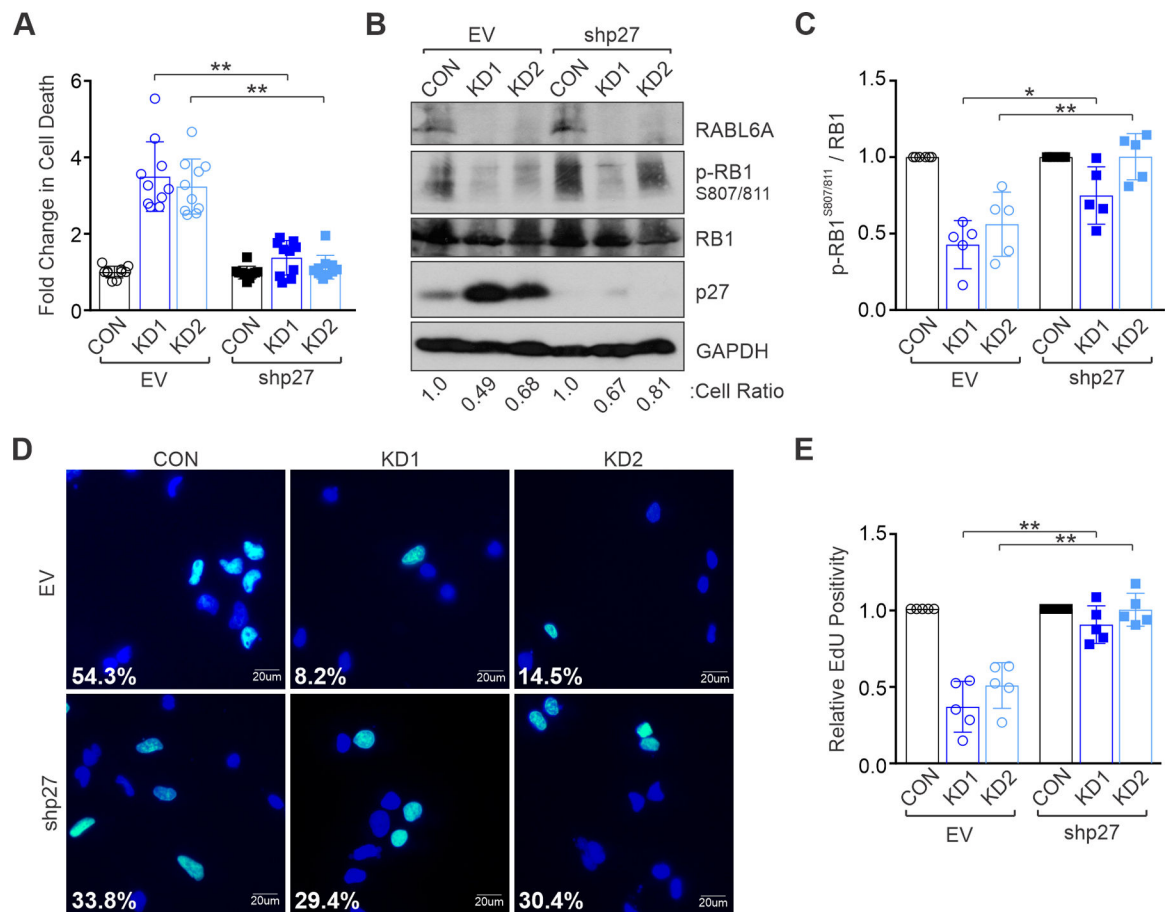 A
Fold Change in Cell Death
6
4
2
0
** 
**
CON KD1 KD2 CON KD1 KD2
EV shp27
B
EV shp27
CON KD1 KD2 CON KD1 KD2
RABL6A
p-RB1
S807/811
RB1
p27
GAPDH
1.0 0.49 0.68 1.0 0.67 0.81 :Cell Ratio
C
p-RB1 S807/811 / RB1
1.5
1.0
0.5
0.0
*
**
CON KD1 KD2 CON KD1 KD2
EV shp27
D
CON KD1 KD2
EV
54.3% 20um 8.2% 20um 14.5% 20um
shp27
33.8% 20um 29.4% 20um 30.4% 20um
E
Relative EdU Positivity
1.5
1.0
0.5
0.0
**
**
CON KD1 KD2 CON KD1 KD2
EV shp27